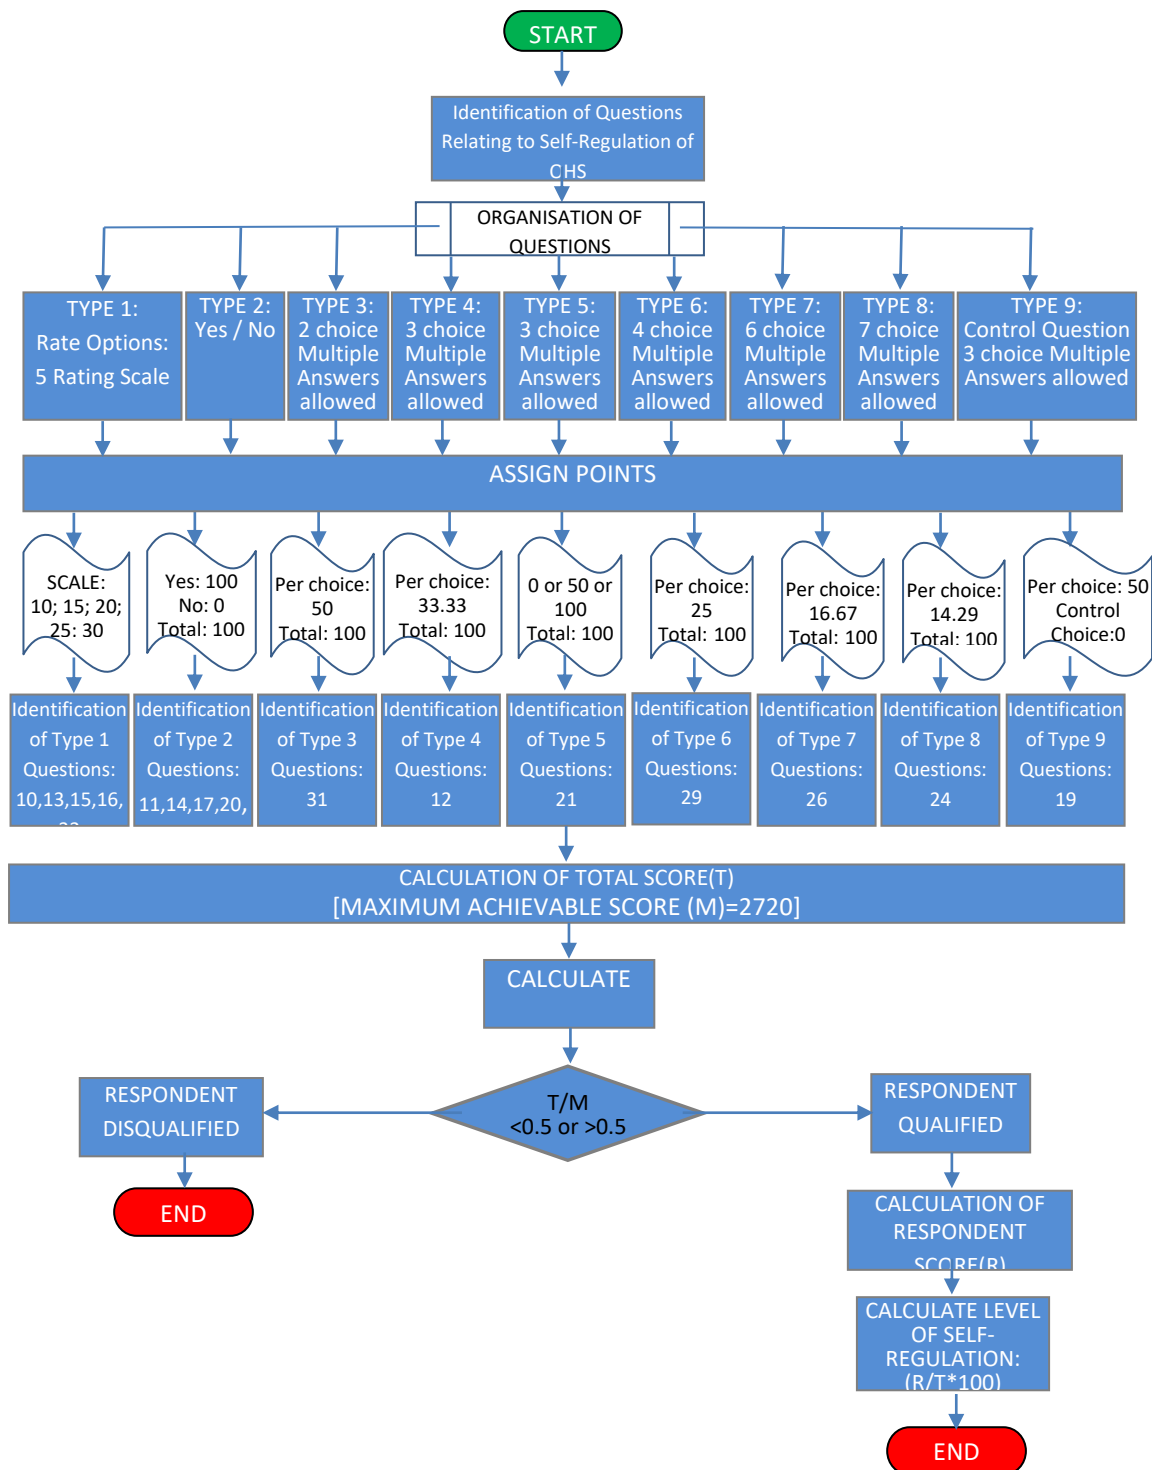 START
Identification of Questions
Relating to Self-Regulation of
OHS
ORGANISATION OF
QUESTIONS
TYPE 1:
Rate Options:
5 Rating Scale
TYPE 2:
Yes / No
TYPE 3:
2 choice
Multiple
Answers
allowed
TYPE 4:
3 choice
Multiple
Answers
allowed
TYPE 5:
3 choice
Multiple
Answers
allowed
TYPE 6:
4 choice
Multiple
Answers
allowed
TYPE 7:
6 choice
Multiple
Answers
allowed
TYPE 8:
7 choice
Multiple
Answers
allowed
TYPE 9:
Control Question
3 choice Multiple
Answers allowed
ASSIGN POINTS
SCALE:
10; 15; 20;
25: 30
Yes: 100
No: 0
Total: 100
Per choice:
50
Total: 100
Per choice:
33.33
Total: 100
0 or 50 or
100
Total: 100
Per choice:
25
Total: 100
Per choice:
16.67
Total: 100
Per choice:
14.29
Total: 100
Per choice: 50
Control
Choice:0
Identification
of Type 1
Questions:
10,13,15,16,
Identification
of Type 2
Questions:
11,14,17,20,
Identification
of Type 3
Questions:
31
Identification
of Type 4
Questions:
12
Identification
of Type 5
Questions:
21
Identification
of Type 6
Questions:
29
Identification
of Type 7
Questions:
26
Identification
of Type 8
Questions:
24
Identification
of Type 9
Questions:
19
CALCULATION OF TOTAL SCORE(T)
[MAXIMUM ACHIEVABLE SCORE (M)=2720]
CALCULATE
T/M
<0.5 or >0.5
RESPONDENT
DISQUALIFIED
END
RESPONDENT
QUALIFIED
CALCULATION OF
RESPONDENT
SCORE(R)
CALCULATE LEVEL
OF SELF-
REGULATION:
(R/T*100)
END